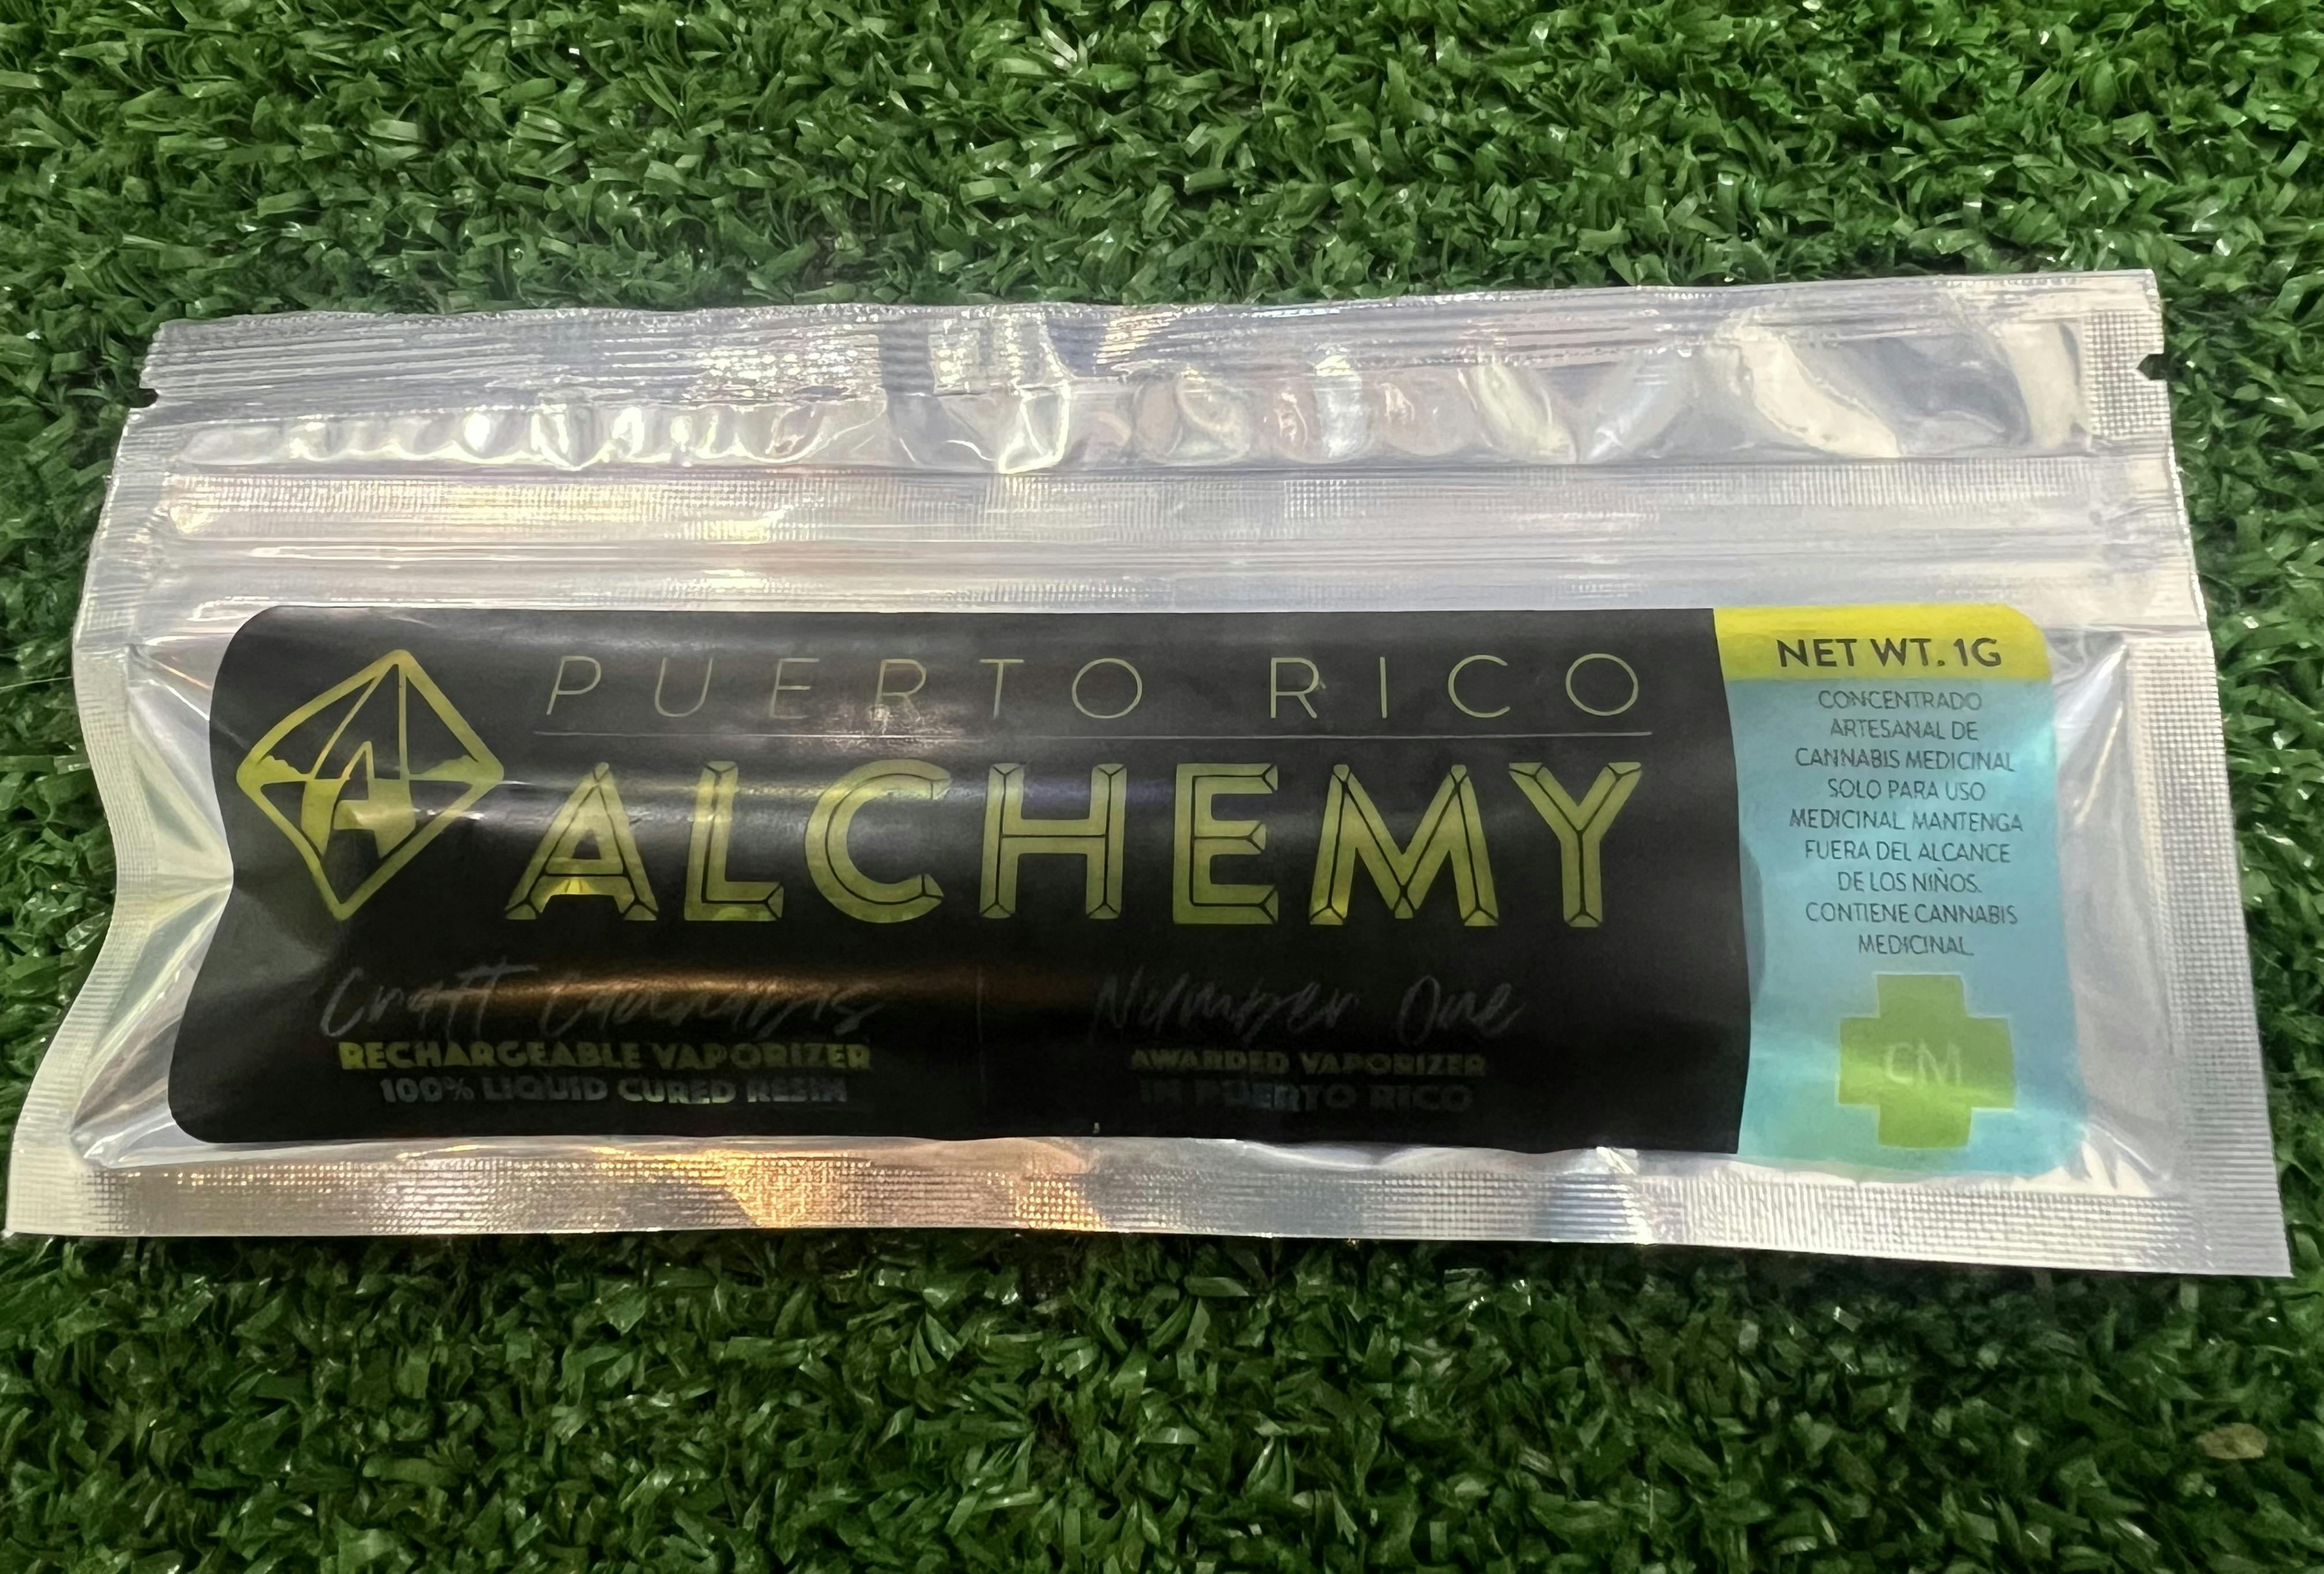 PUERTO RICO
ALCHEMY
A
Craft Cannabis
RECHARGEABLE VAPORIZER
100% LIQUID CURED RESIN
Number One
AWARDED VAPORIZER
IN PUERTO RICO
NET WT. 1G
CONCENTRADO
ARTESANAL DE
CANNABIS MEDICINAL
SOLO PARA USO
MEDICINAL. MANTENGA
FUERA DEL ALCANCE
DE LOS NIÑOS.
CONTIENE CANNABIS
MEDICINAL.
CM